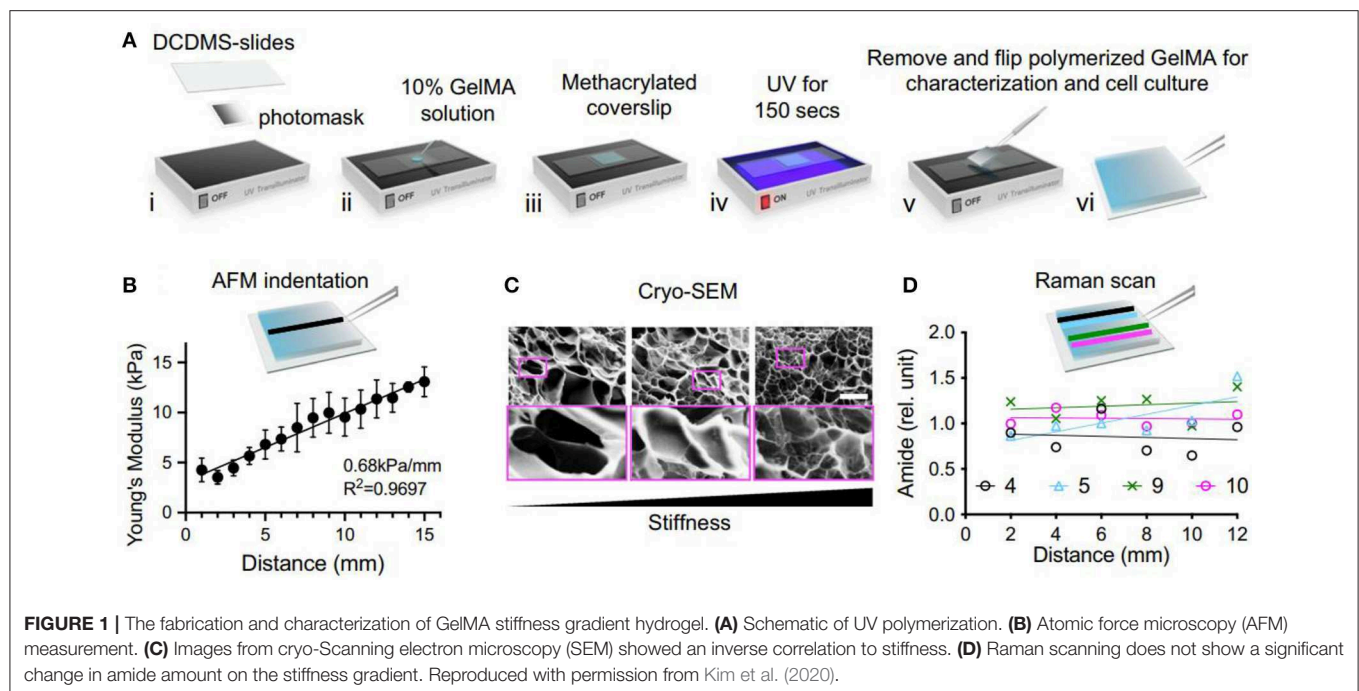 A
DCDMS-slides
photomask
10% GelMA
solution
Methacrylated
coverslip
UV for
150 secs
Remove and flip polymerized GelMA for
characterization and cell culture
i
OFF
UV Transilluminator
ii
OFF
UV Transilluminator
iii
OFF
UV Transilluminator
iv
ON
UV Transilluminator
v
OFF
UV Transilluminator
vi
B
AFM indentation
Young's Modulus (kPa)
15
10
5
0
0.68kPa/mm
R²=0.9697
0 5 10 15
Distance (mm)
C
Cryo-SEM
Stiffness
D
Raman scan
Amide (rel. unit)
2.0
1.5
1.0
0.5
0.0
4 5 9 10
0 2 4 6 8 10 12
Distance (mm)
FIGURE 1 | The fabrication and characterization of GelMA stiffness gradient hydrogel. (A) Schematic of UV polymerization. (B) Atomic force microscopy (AFM)
measurement. (C) Images from cryo-Scanning electron microscopy (SEM) showed an inverse correlation to stiffness. (D) Raman scanning does not show a significant
change in amide amount on the stiffness gradient. Reproduced with permission from Kim et al. (2020).